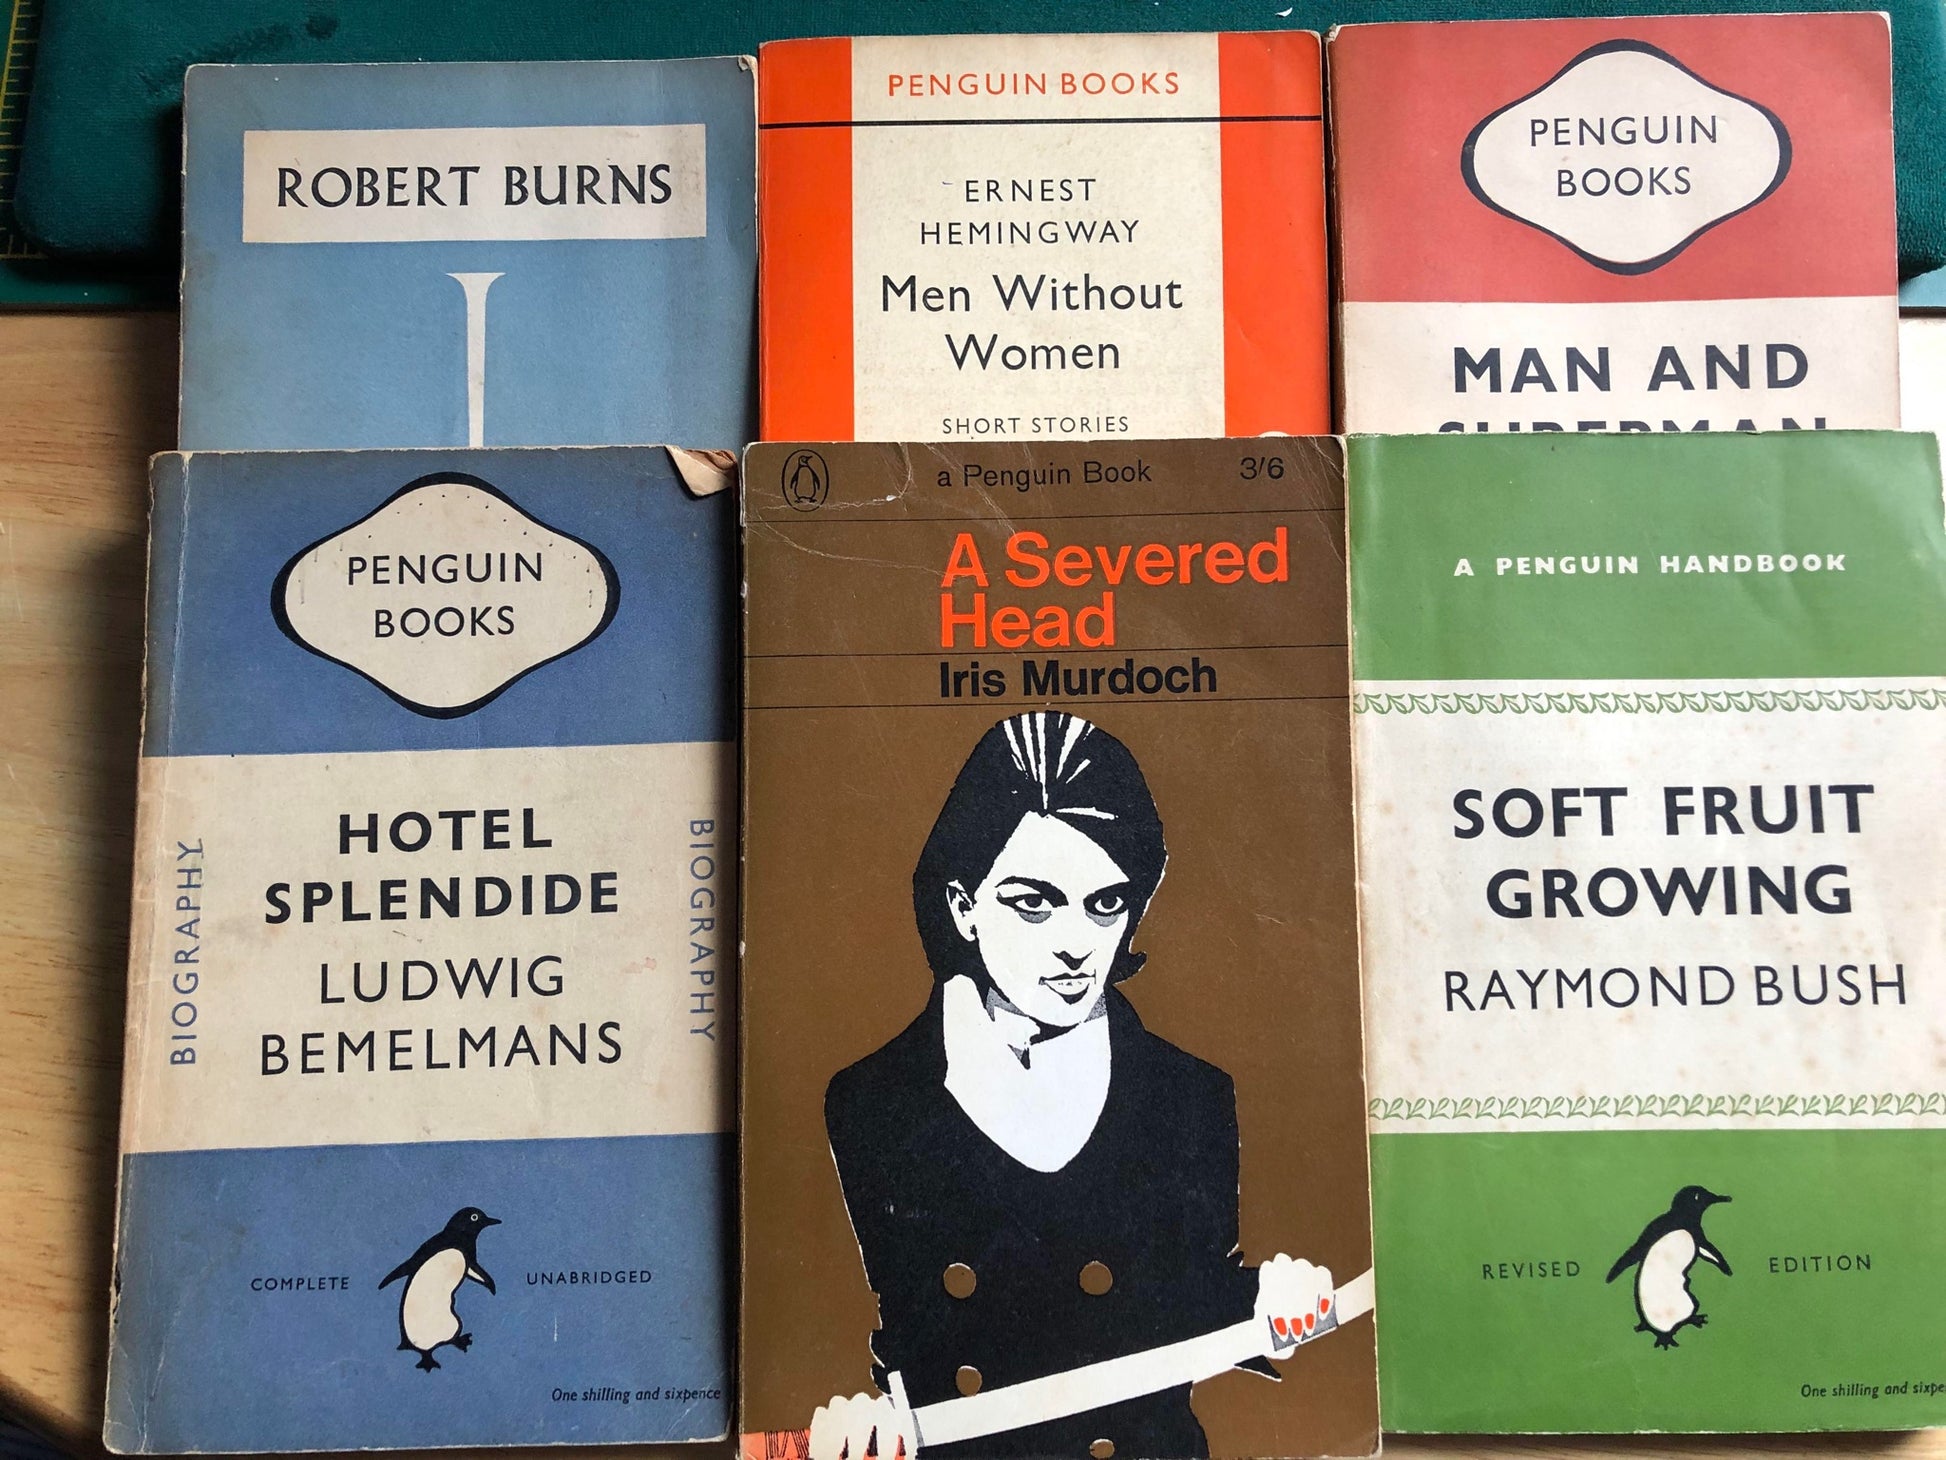 ROBERT BURNS
PENGUIN BOOKS
ERNEST
HEMINGWAY
Men Without
Women
SHORT STORIES
PENGUIN
BOOKS
MAN AND
SUPERMAN
PENGUIN
BOOKS
BIOGRAPHY
HOTEL
SPLENDIDE
LUDWIG
BEMELMANS
BIOGRAPHY
COMPLETE UNABRIDGED
One shilling and sixpence
a Penguin Book 3/6
A Severed
Head
Iris Murdoch
A PENGUIN HANDBOOK
SOFT FRUIT
GROWING
RAYMOND BUSH
REVISED EDITION
One shilling and sixpe